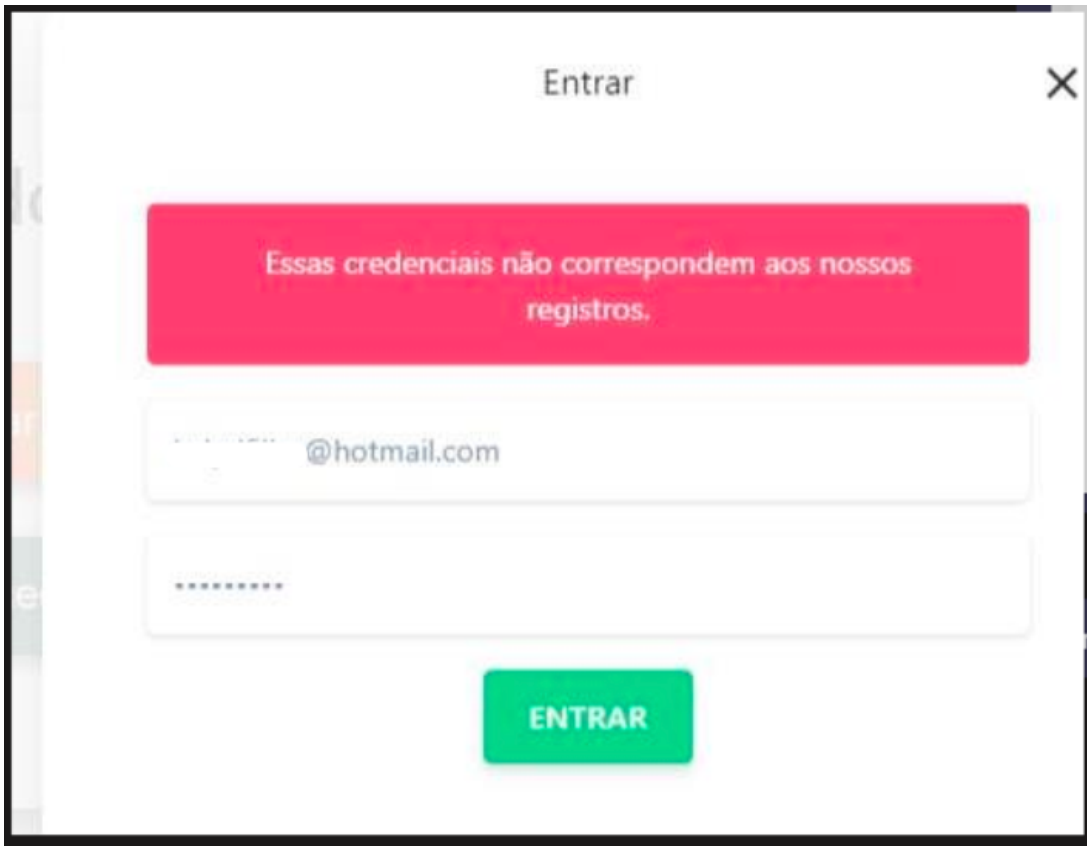 Entrar
Essas credenciais não correspondem aos nossos
registros.
@hotmail.com
ENTRAR